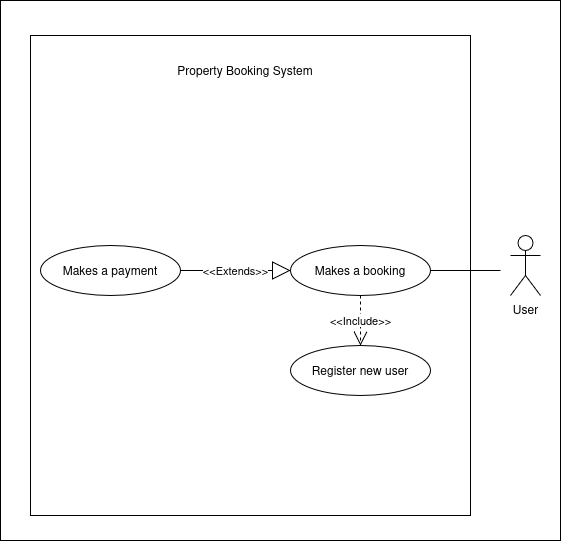 Property Booking System
Makes a payment
<<Extends>>
Makes a booking
<<Include>>
User
Register new user